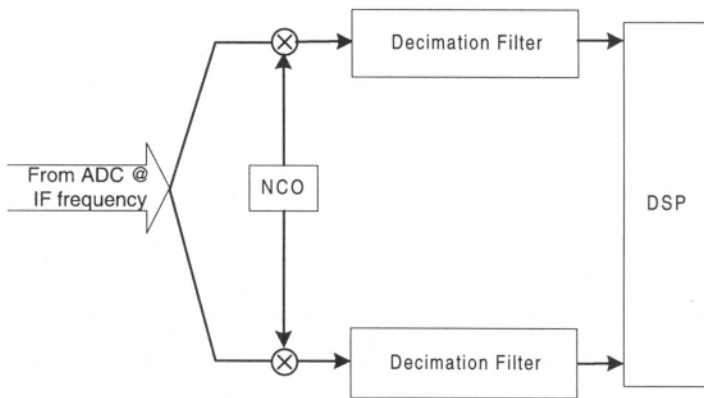 Decimation Filter
From ADC @
IF frequency
NCO
DSP
Decimation Filter